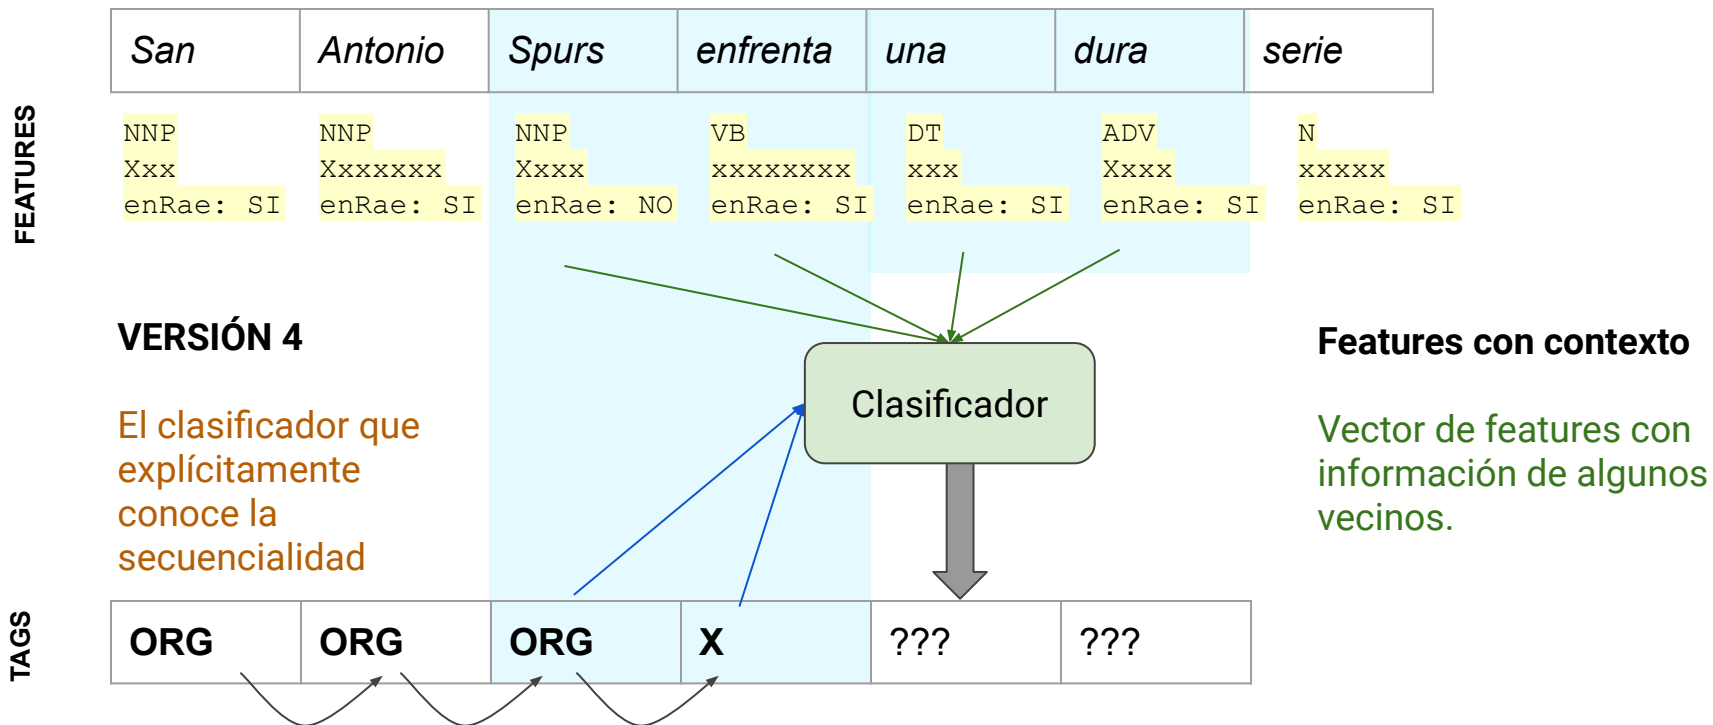 San Antonio Spurs enfrenta una dura serie
FEATURES
NNP NNP NNP VB DT ADV N
Xxx Xxxxxxx Xxxx xxxxxxxx xxx Xxxx xxxxx
enRae: SI enRae: SI enRae: NO enRae: SI enRae: SI enRae: SI enRae: SI
VERSIÓN 4
El clasificador que
explícitamente
conoce la
secuencialidad
Clasificador
Features con contexto
Vector de features con
información de algunos
vecinos.
TAGS
ORG ORG ORG X ??? ???